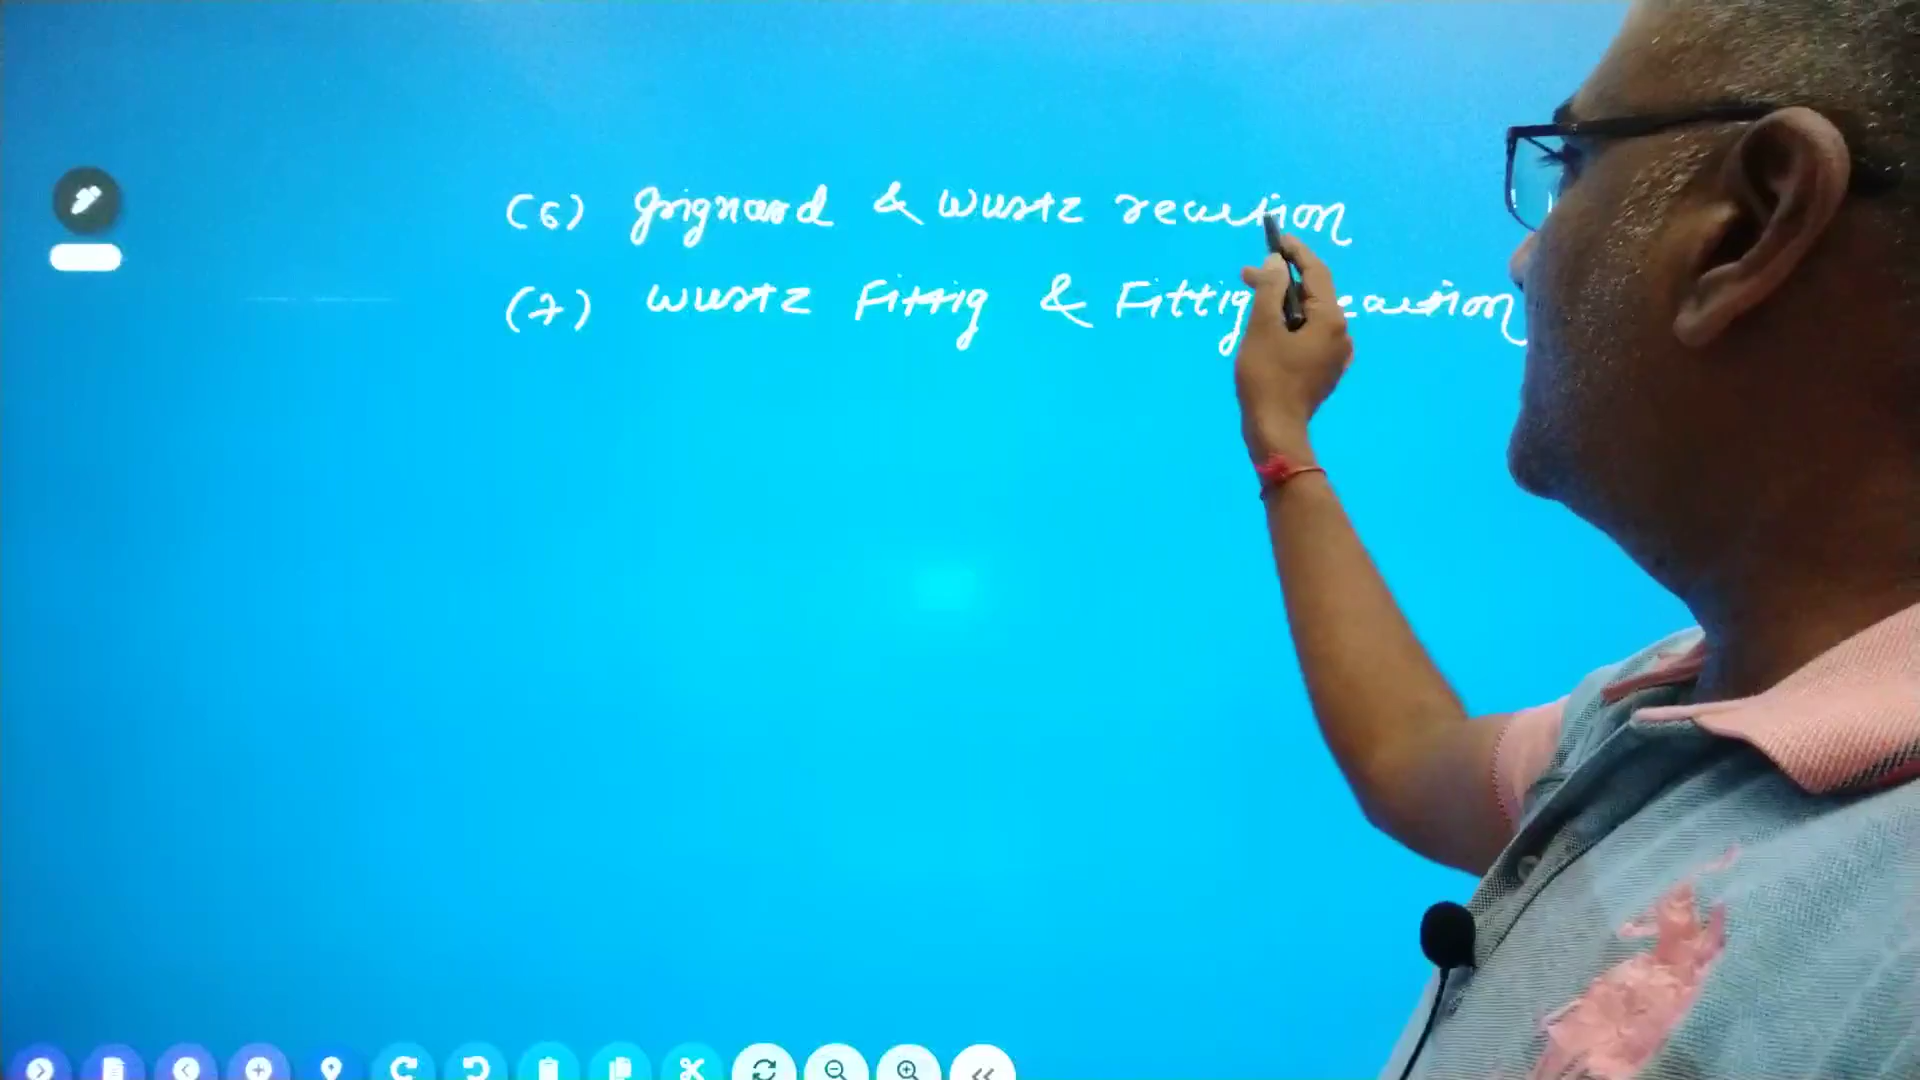 (6) Grignard & Wurtz reaction
(7) Wurtz Fittig & Fittig reaction